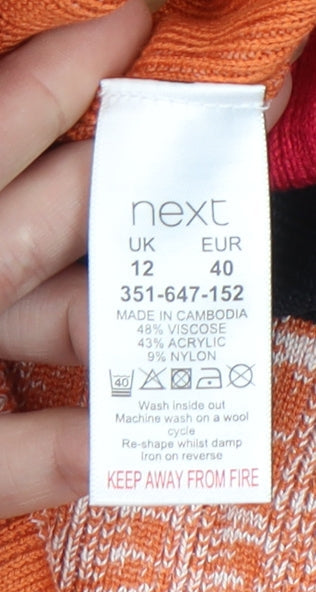 next
UK EUR
12 40
351-647-152
MADE IN CAMBODIA
48% VISCOSE
43% ACRYLIC
9% NYLON
40
Wash inside out
Machine wash on a wool
cycle
Re-shape whilst damp
Iron on reverse
KEEP AWAY FROM FIRE